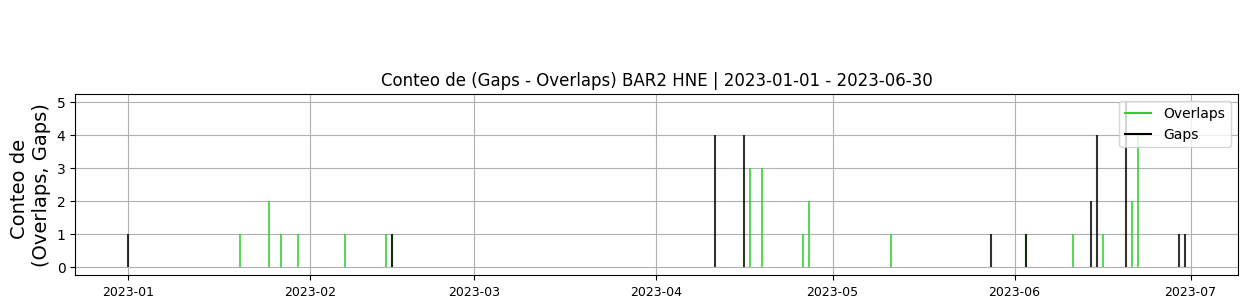 Conteo de (Gaps - Overlaps) BAR2 HNE | 2023-01-01 - 2023-06-30
Conteo de
(Overlaps, Gaps)
5
4
3
2
1
0
Overlaps
Gaps
2023-01
2023-02
2023-03
2023-04
2023-05
2023-06
2023-07